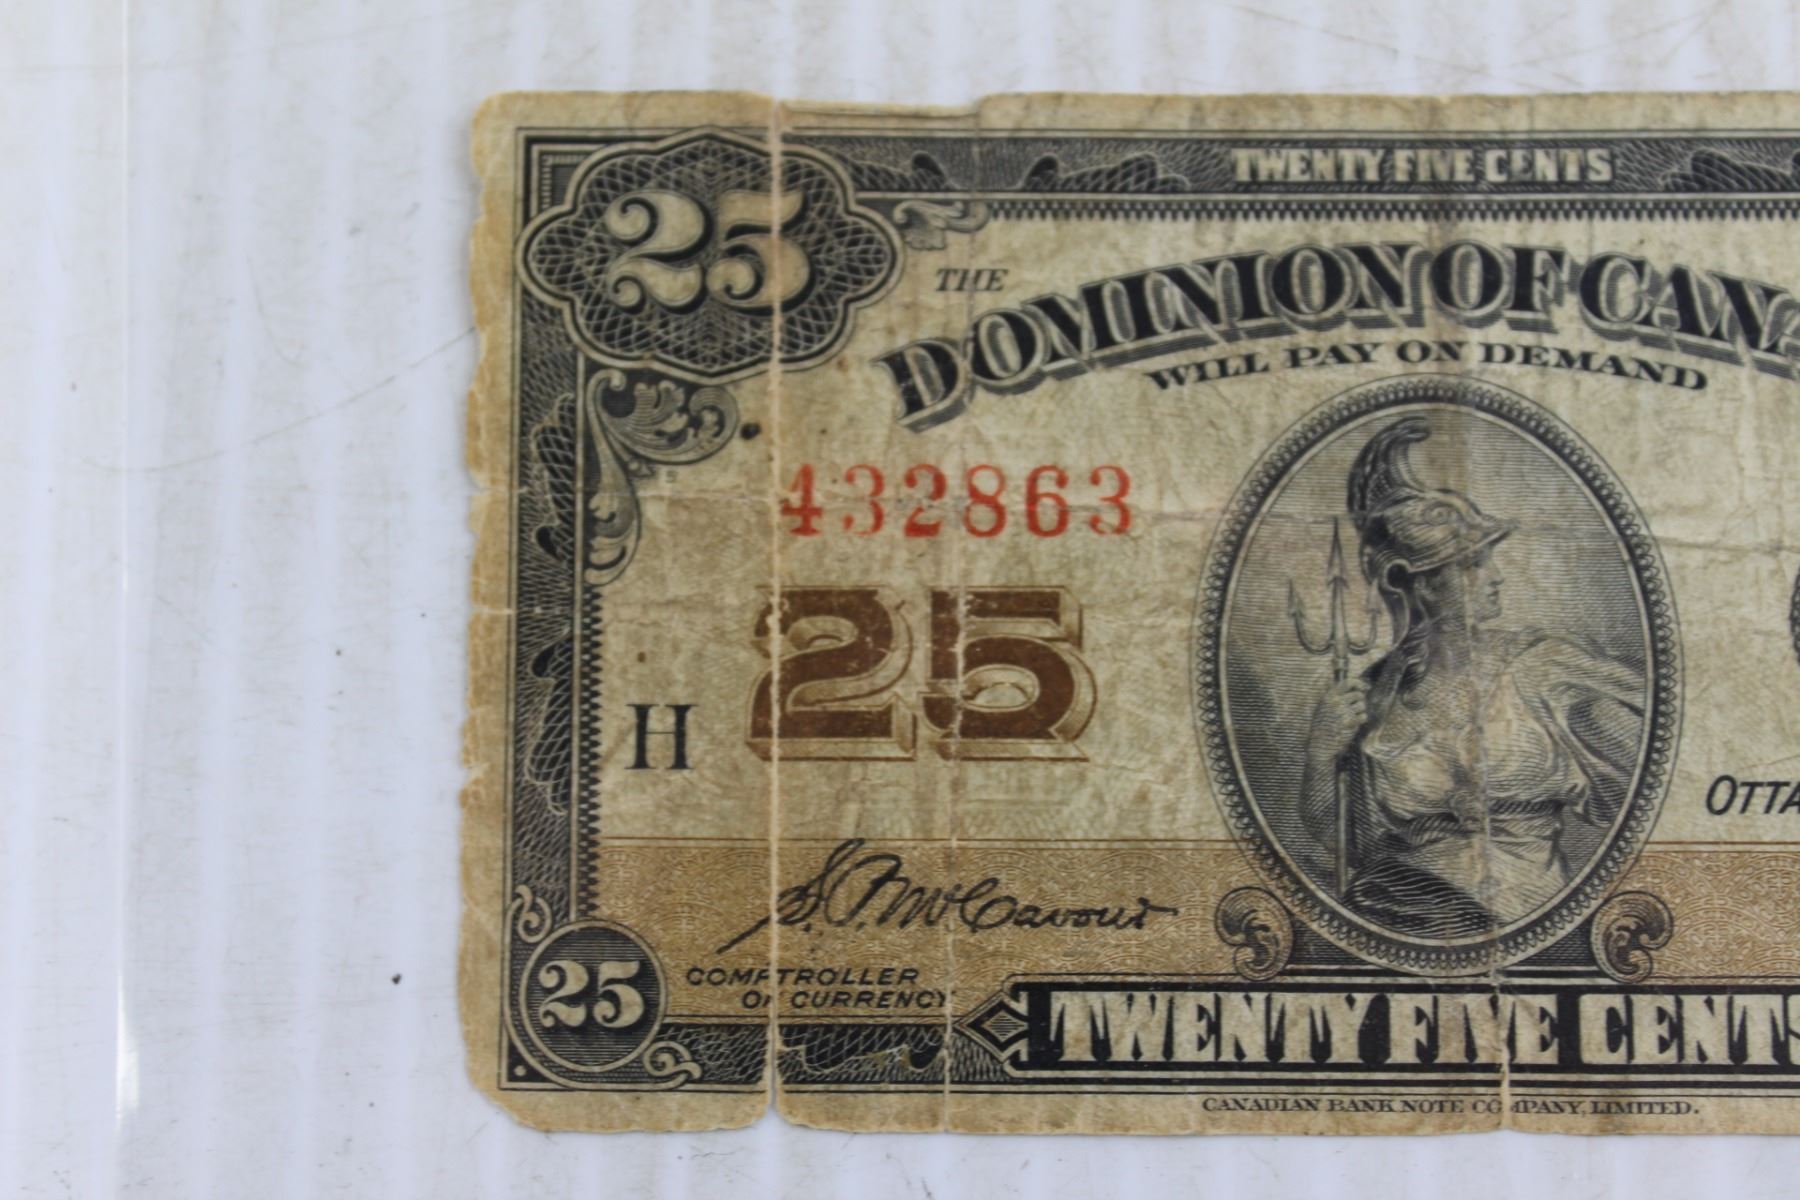 TWENTY FIVE CENTS
25
THE
DOMINION OF CAN
WILL PAY ON DEMAND
432863
25
H
OTTA
COMPTROLLER
OF CURRENCY
25
TWENTY FIVE CENTS
CANADIAN BANK NOTE COMPANY, LIMITED.